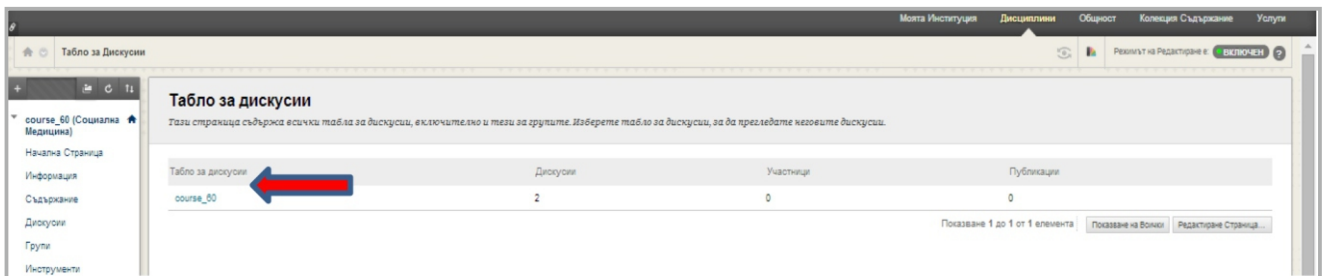 Моята Институция Дисциплини Общност Колекция Съдържание Услуги
Табло за Дискусии Режимът на Редактиране е: ВКЛЮЧЕН ?
course_60 (Социална Медицина)
Начална Страница
Информация
Съдържание
Дискусии
Групи
Инструменти
Табло за дискусии
Тази страница съдържа всички табла за дискусии, включително и тези за групите. Изберете табло за дискусии, за да прегледате неговите дискусии.
Табло за дискусии Дискусии Участници Публикации
course_60 2 0 0
Показване 1 до 1 от 1 елемента Показване на Всички Редактиране Страница...